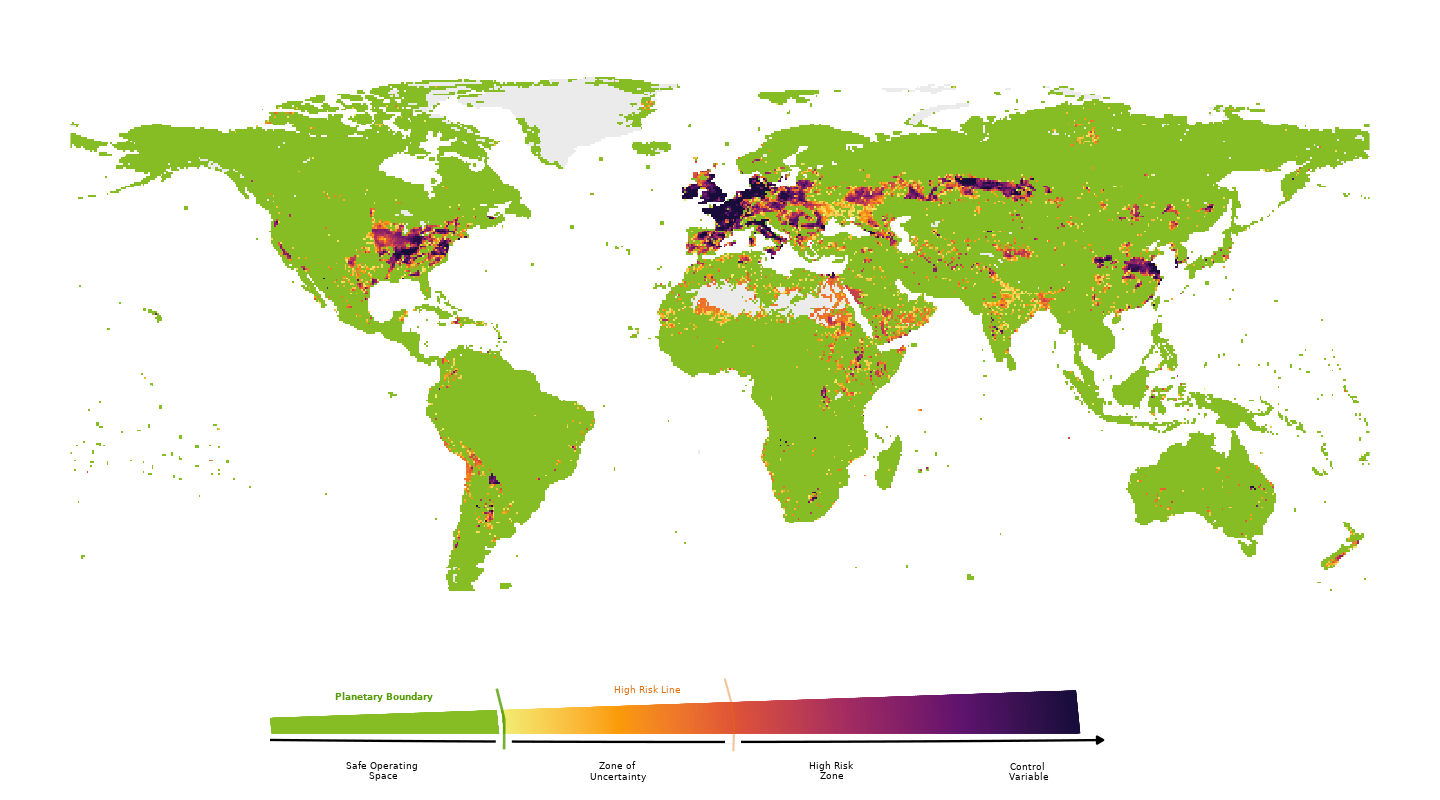 Planetary Boundary
High Risk Line
Safe Operating
Space
Zone of
Uncertainty
High Risk
Zone
Control
Variable